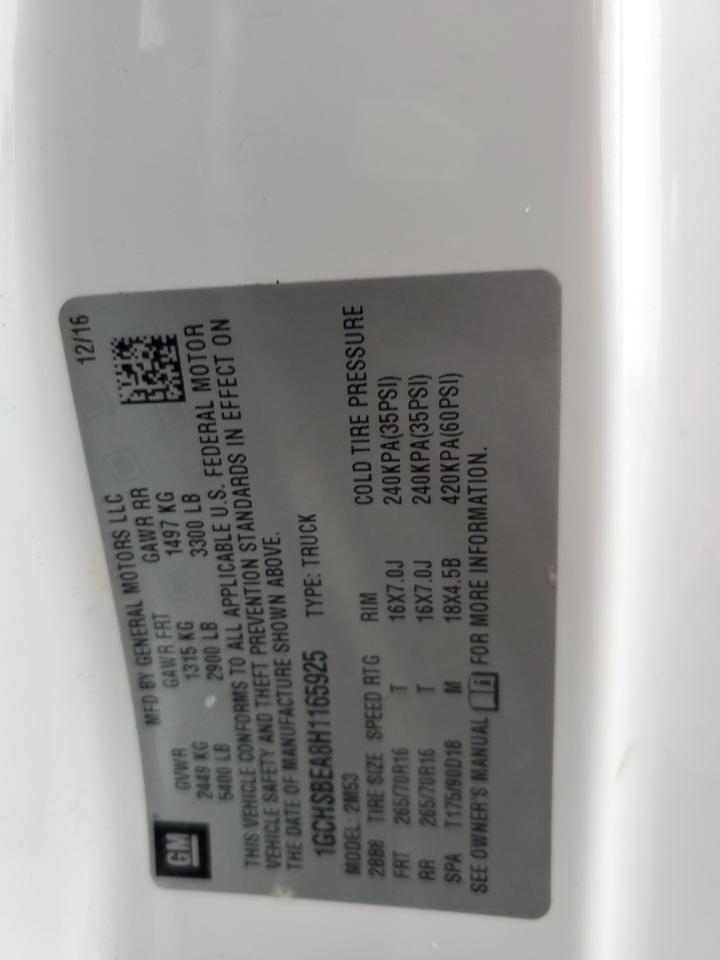 GM
MFD BY GENERAL MOTORS LLC 12/16
GVWR GAWR FRT GAWR RR
2449 KG 1315 KG 1497 KG
5400 LB 2900 LB 3300 LB
THIS VEHICLE CONFORMS TO ALL APPLICABLE U.S. FEDERAL MOTOR
VEHICLE SAFETY AND THEFT PREVENTION STANDARDS IN EFFECT ON
THE DATE OF MANUFACTURE SHOWN ABOVE.
1GCHSBEA8H1165925 TYPE: TRUCK
MODEL: 2M53
2BBB TIRE SIZE SPEED RTG RIM COLD TIRE PRESSURE
FRT 265/70R16 T 16X7.0J 240KPA(35PSI)
RR 265/70R16 T 16X7.0J 240KPA(35PSI)
SPA T175/90D18 M 18X4.5B 420KPA(60PSI)
SEE OWNER'S MANUAL FOR MORE INFORMATION.